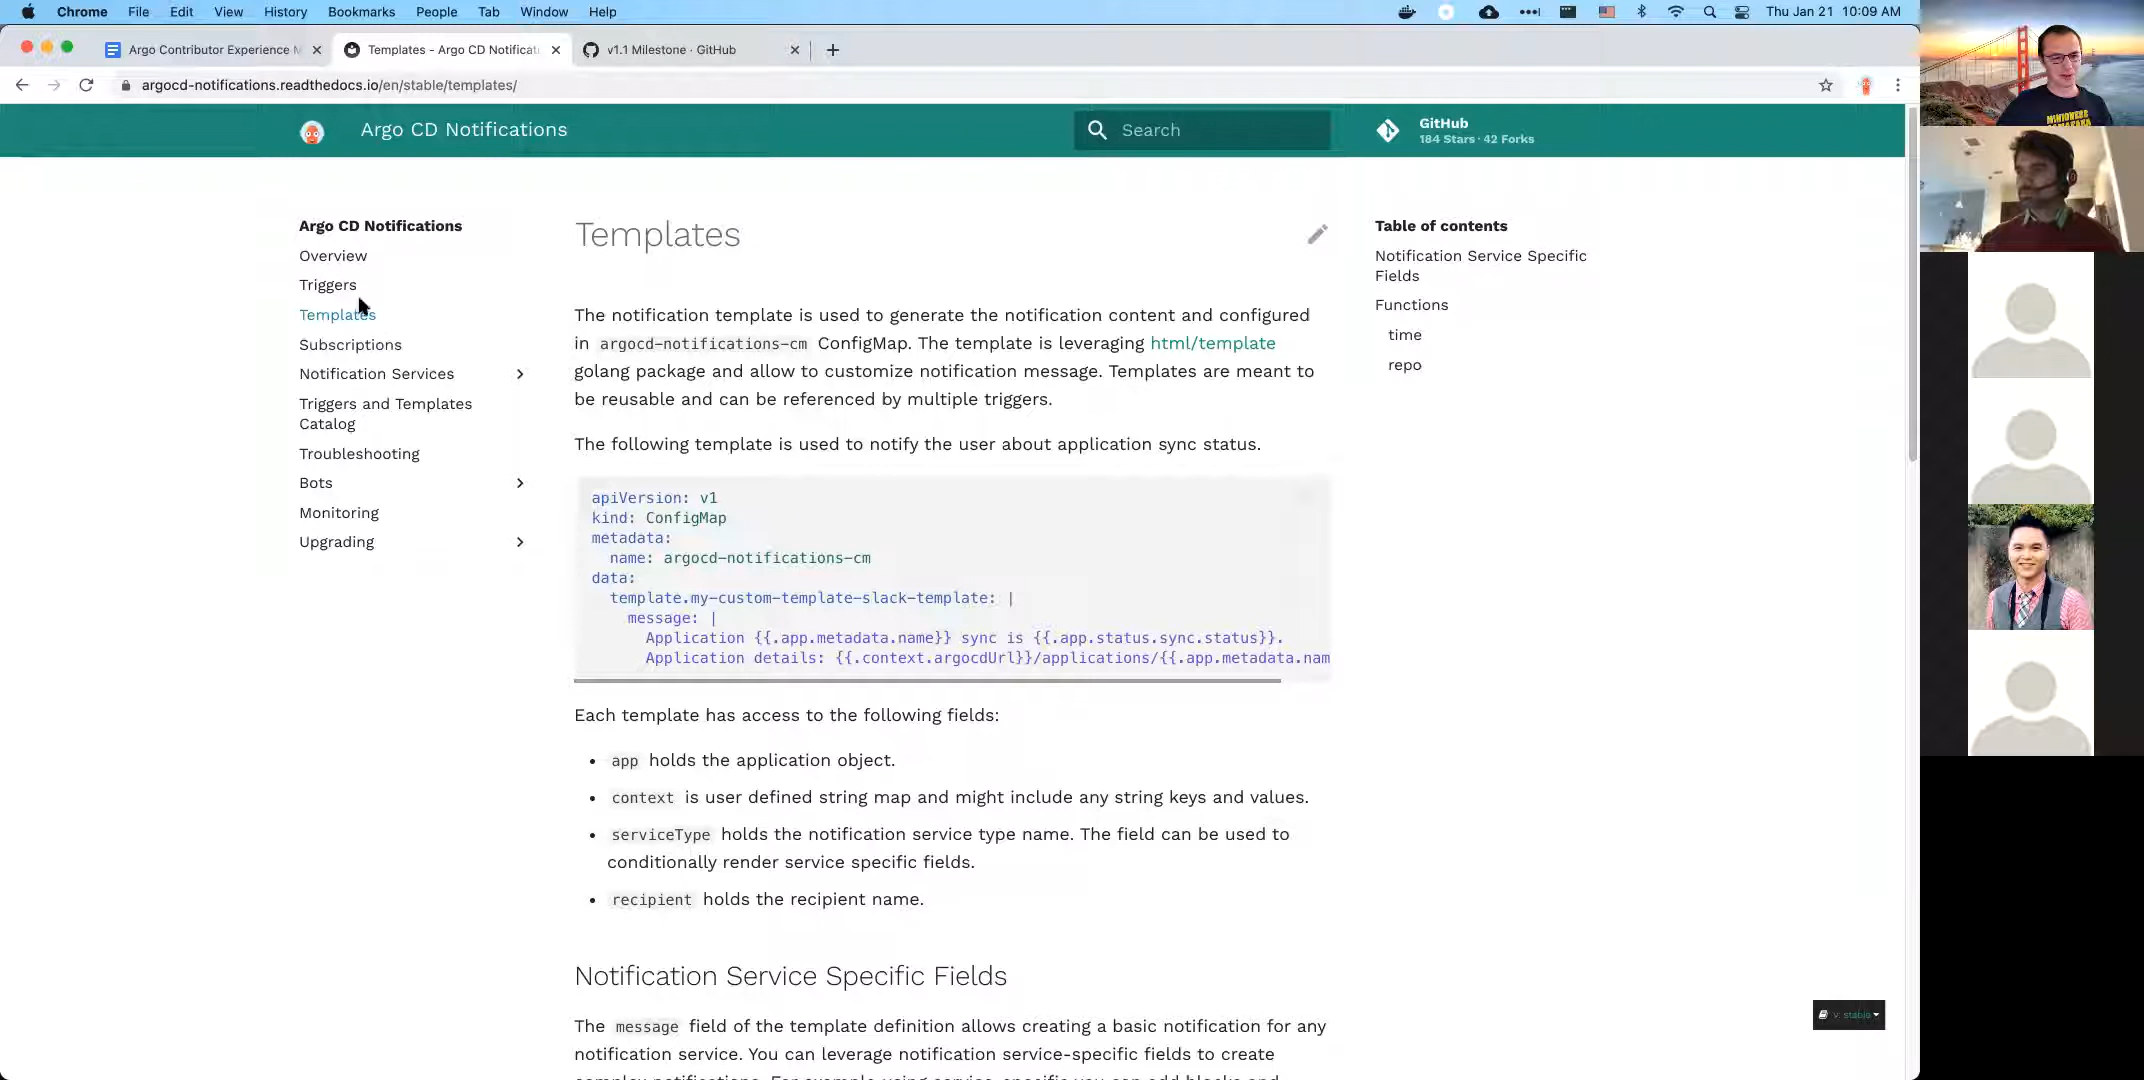 Chrome File Edit View History Bookmarks People Tab Window Help Thu Jan 21 10:09 AM
Argo Contributor Experience M
Templates - Argo CD Notificat
v1.1 Milestone · GitHub
argocd-notifications.readthedocs.io/en/stable/templates/
Argo CD Notifications
Search
GitHub
184 Stars · 42 Forks
Argo CD Notifications
Overview
Triggers
Templates
Subscriptions
Notification Services
Triggers and Templates
Catalog
Troubleshooting
Bots
Monitoring
Upgrading
Templates
The notification template is used to generate the notification content and configured
in argocd-notifications-cm ConfigMap. The template is leveraging html/template
golang package and allow to customize notification message. Templates are meant to
be reusable and can be referenced by multiple triggers.
The following template is used to notify the user about application sync status.
apiVersion: v1
kind: ConfigMap
metadata:
name: argocd-notifications-cm
data:
template.my-custom-template-slack-template: |
message: |
Application {{.app.metadata.name}} sync is {{.app.status.sync.status}}.
Application details: {{.context.argocdUrl}}/applications/{{.app.metadata.nam
Each template has access to the following fields:
• app holds the application object.
• context is user defined string map and might include any string keys and values.
• serviceType holds the notification service type name. The field can be used to
conditionally render service specific fields.
• recipient holds the recipient name.
Notification Service Specific Fields
The message field of the template definition allows creating a basic notification for any
notification service. You can leverage notification service-specific fields to create
Table of contents
Notification Service Specific
Fields
Functions
time
repo
v: stable